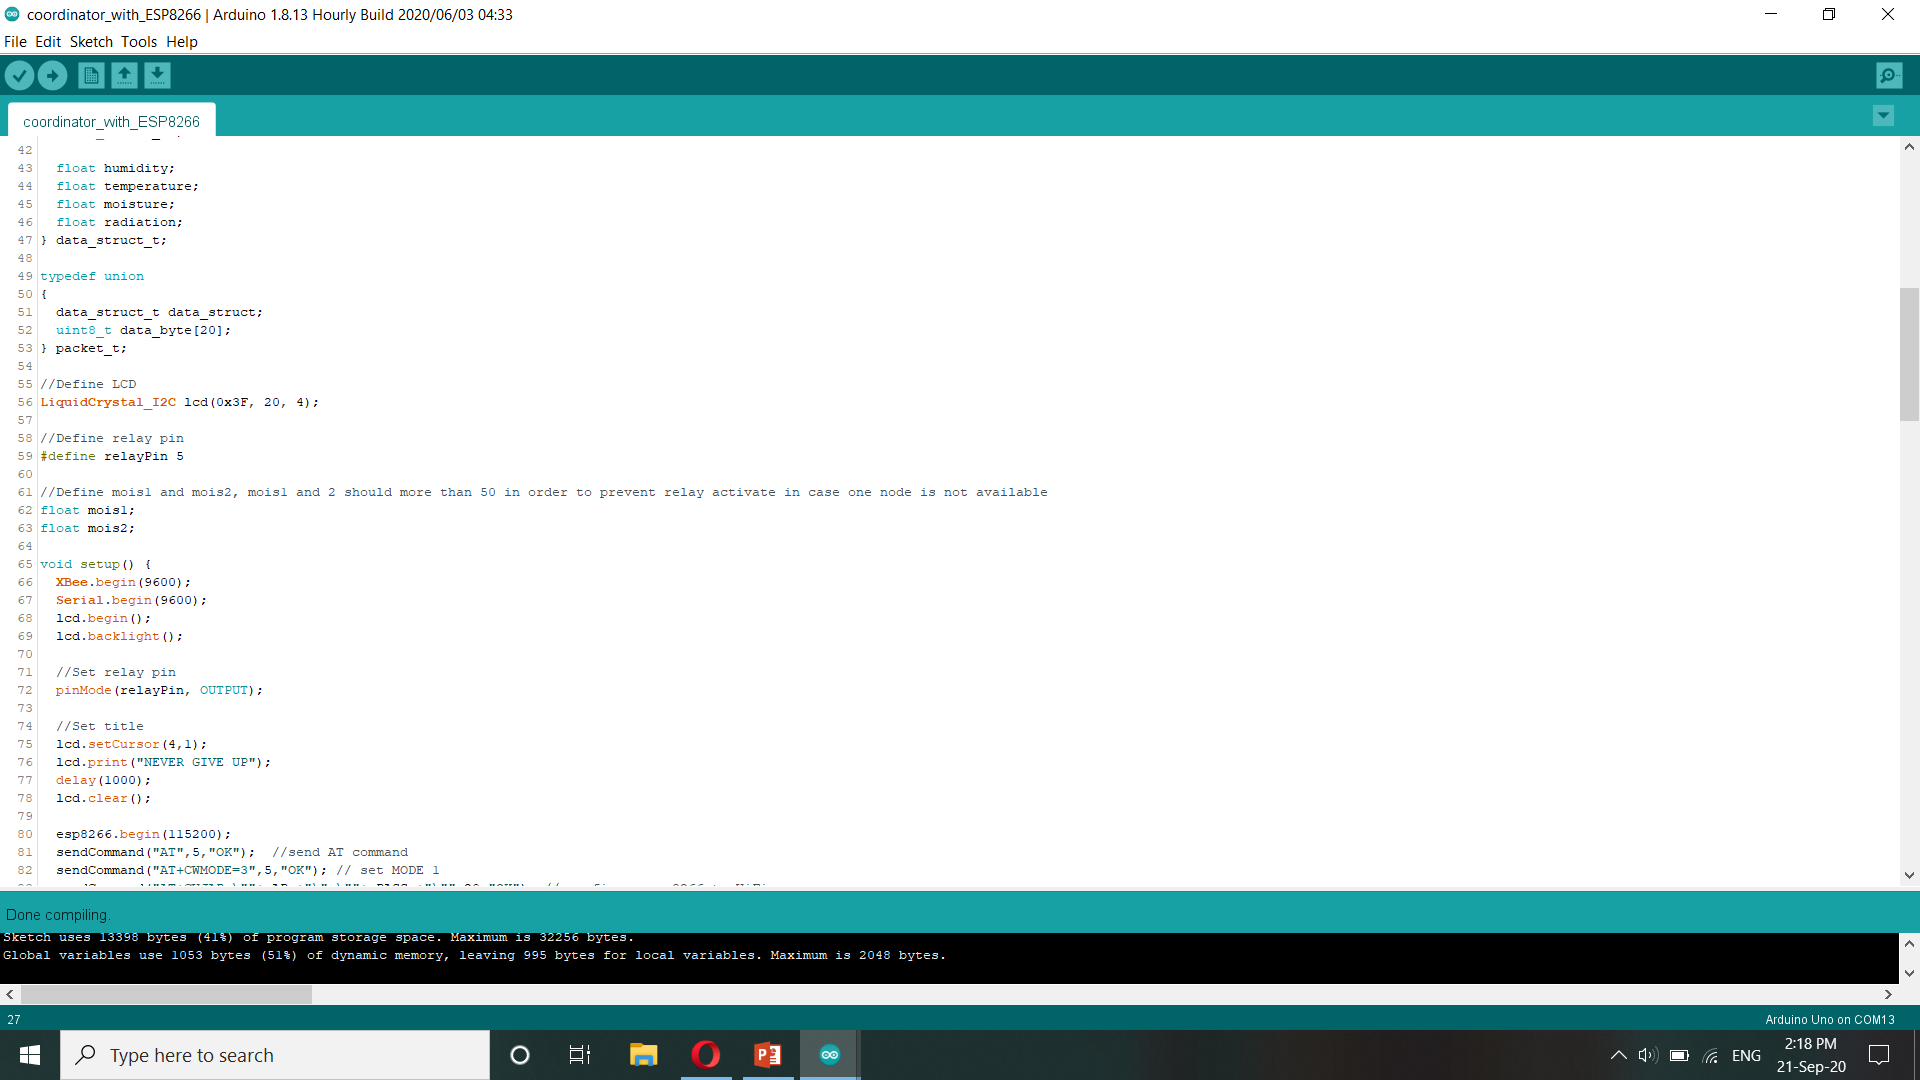 coordinator_with_ESP8266 | Arduino 1.8.13 Hourly Build 2020/06/03 04:33
File Edit Sketch Tools Help
coordinator_with_ESP8266
42
43 float humidity;
44 float temperature;
45 float moisture;
46 float radiation;
47 } data_struct_t;
48
49 typedef union
50 {
51 data_struct_t data_struct;
52 uint8_t data_byte[20];
53 } packet_t;
54
55 //Define LCD
56 LiquidCrystal_I2C lcd(0x3F, 20, 4);
57
58 //Define relay pin
59 #define relayPin 5
60
61 //Define mois1 and mois2, mois1 and 2 should more than 50 in order to prevent relay activate in case one node is not available
62 float mois1;
63 float mois2;
64
65 void setup() {
66 XBee.begin(9600);
67 Serial.begin(9600);
68 lcd.begin();
69 lcd.backlight();
70
71 //Set relay pin
72 pinMode(relayPin, OUTPUT);
73
74 //Set title
75 lcd.setCursor(4,1);
76 lcd.print("NEVER GIVE UP");
77 delay(1000);
78 lcd.clear();
79
80 esp8266.begin(115200);
81 sendCommand("AT",5,"OK"); //send AT command
82 sendCommand("AT+CWMODE=3",5,"OK"); // set MODE 1
Done compiling.
Sketch uses 13398 bytes (41%) of program storage space. Maximum is 32256 bytes.
Global variables use 1053 bytes (51%) of dynamic memory, leaving 995 bytes for local variables. Maximum is 2048 bytes.
27
Arduino Uno on COM13
Type here to search
ENG
2:18 PM
21-Sep-20